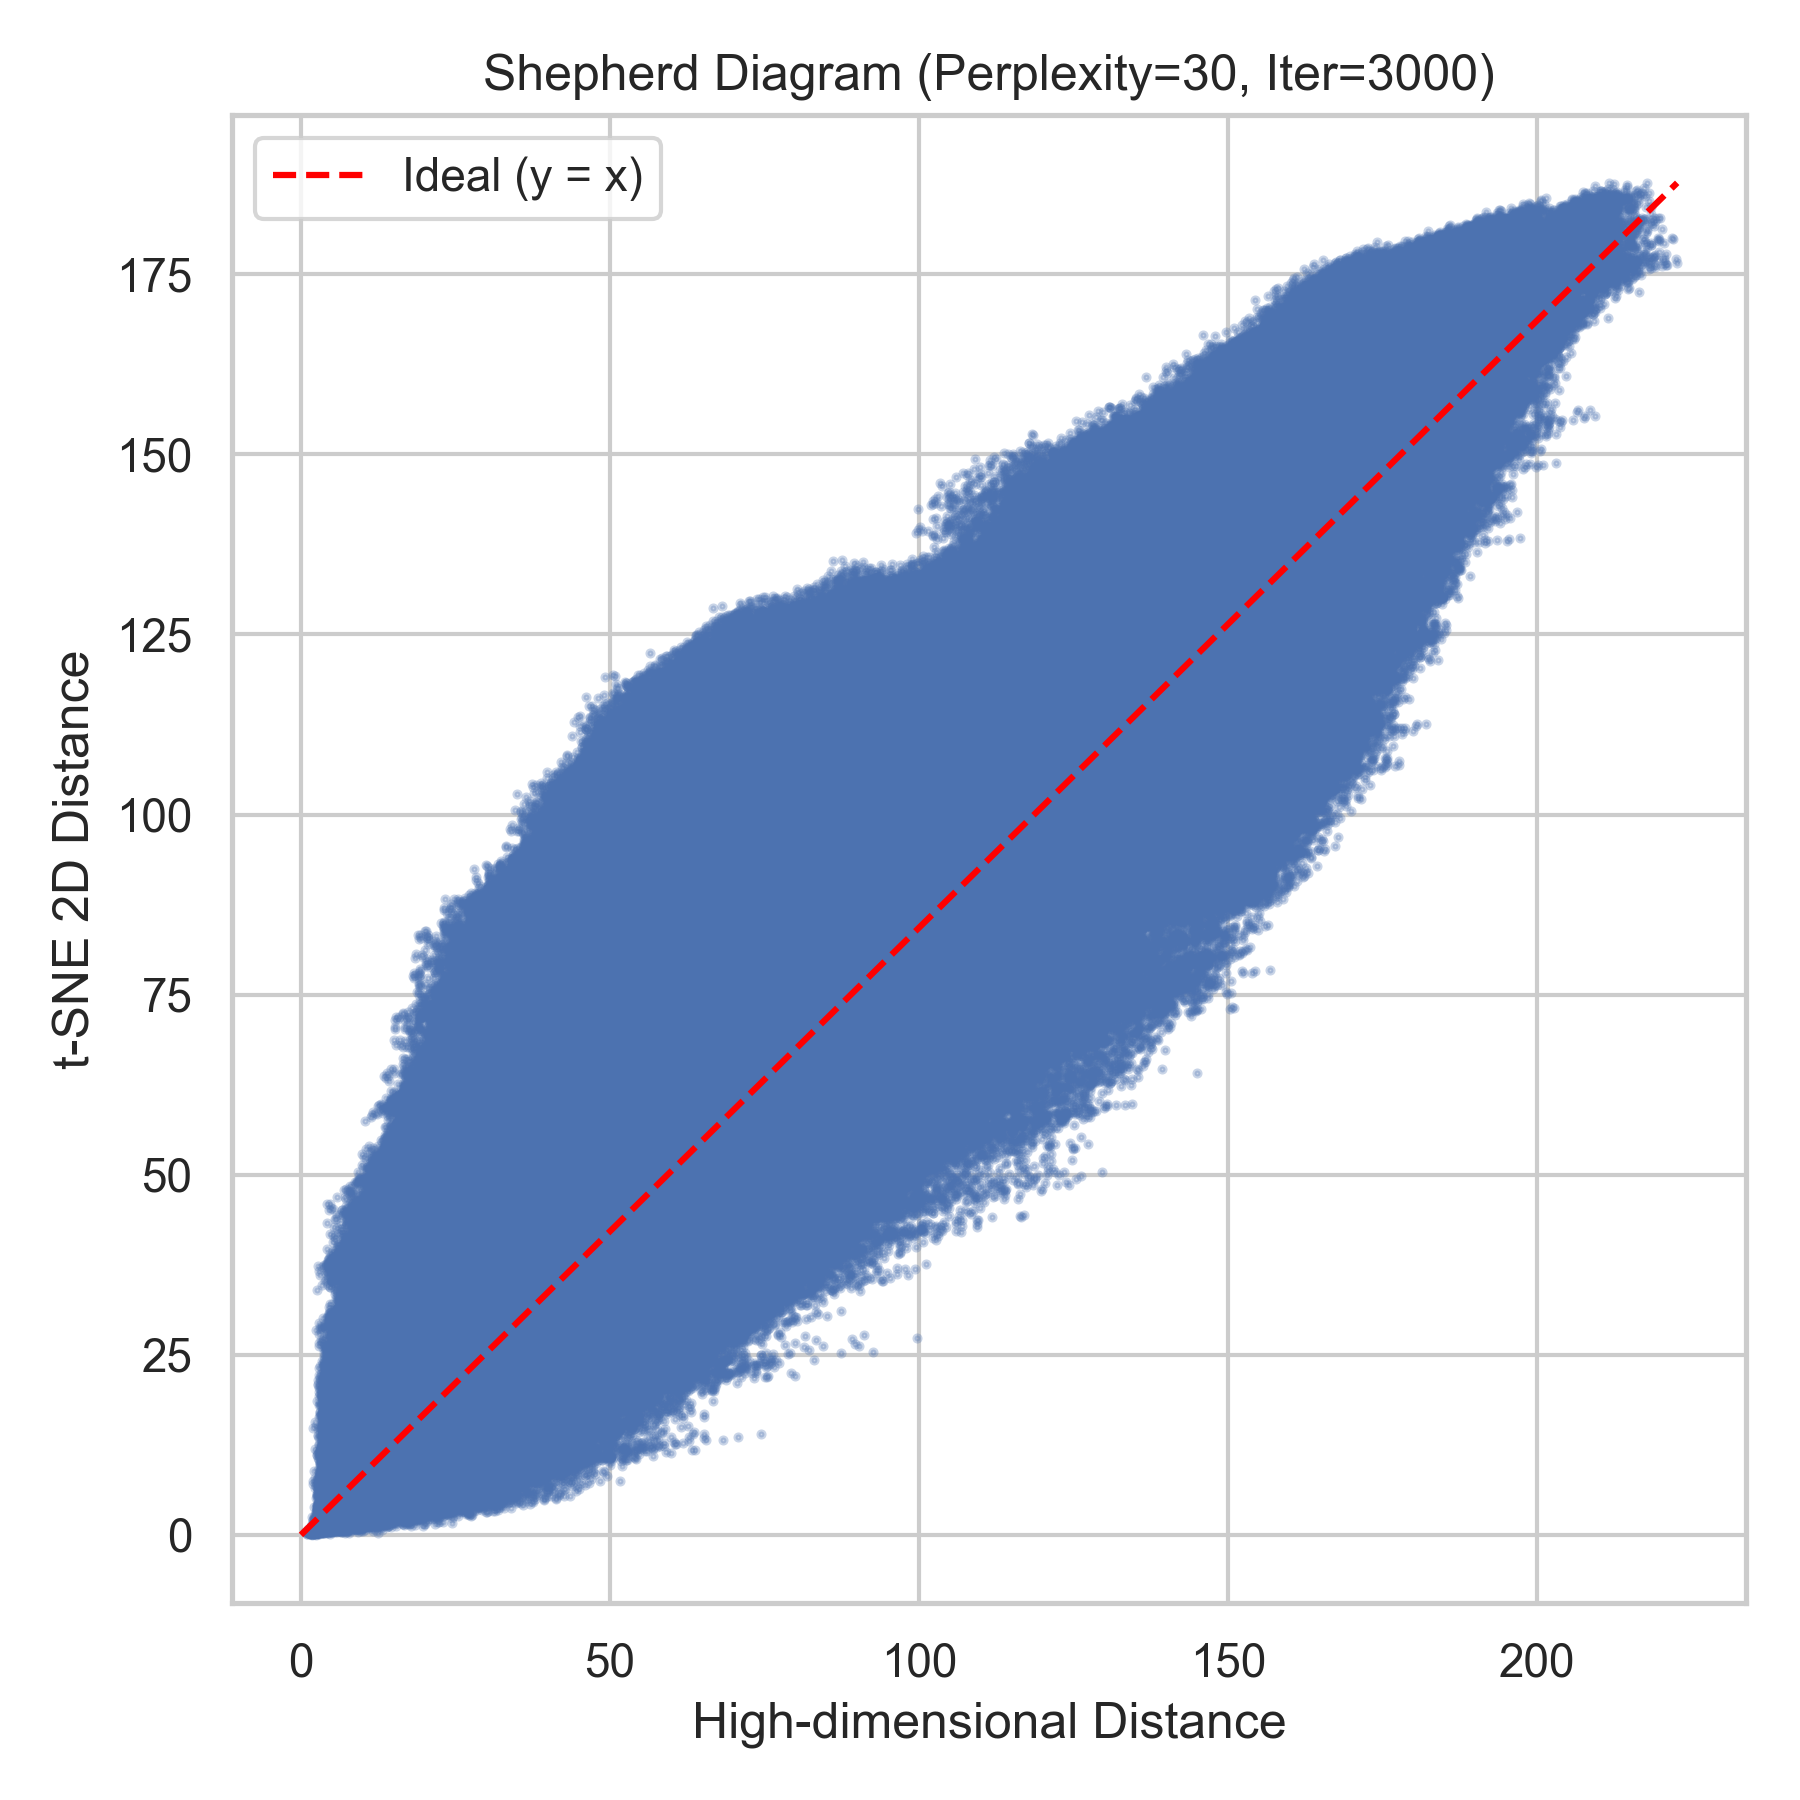 Shepherd Diagram (Perplexity=30, Iter=3000)
Ideal (y = x)
175
150
125
100
75
50
25
0
t-SNE 2D Distance
0 50 100 150 200
High-dimensional Distance